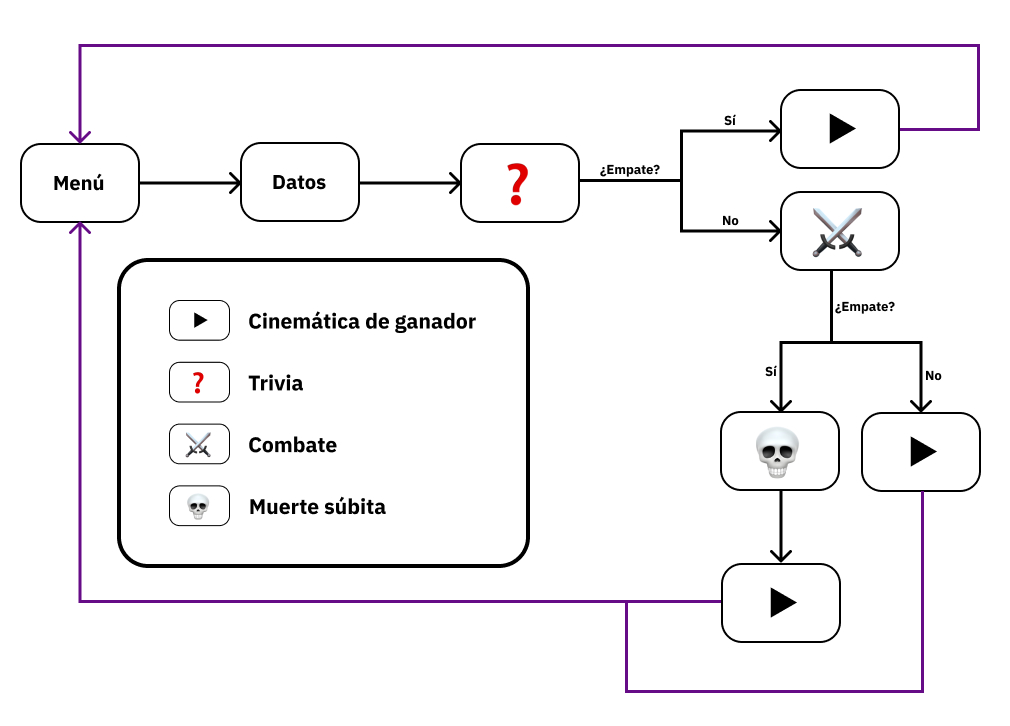 Menú
Datos
¿Empate?
Sí
No
¿Empate?
Sí
No
Cinemática de ganador
Trivia
Combate
Muerte súbita